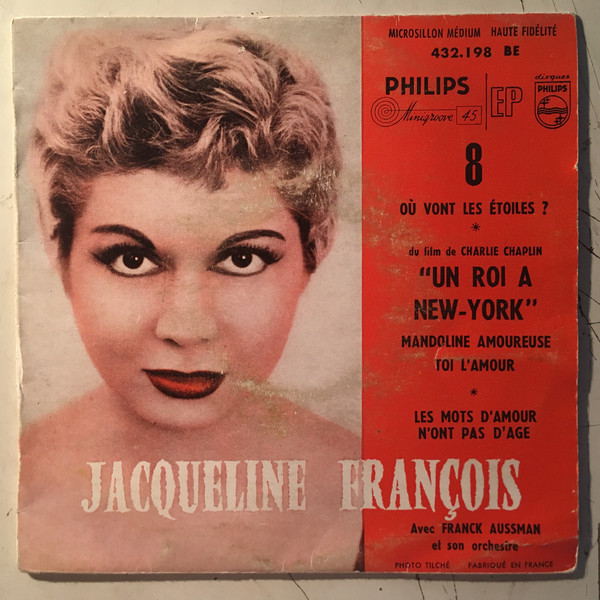 MICROSILLON MÉDIUM HAUTE FIDÉLITÉ
432.198 BE
PHILIPS
Minigroove 45
EP
disques
PHILIPS
8
OÙ VONT LES ÉTOILES ?
*
du film de CHARLIE CHAPLIN
"UN ROI A
NEW-YORK"
MANDOLINE AMOUREUSE
TOI L'AMOUR
*
LES MOTS D'AMOUR
N'ONT PAS D'AGE
JACQUELINE FRANÇOIS
Avec FRANCK AUSSMAN
et son orchestre
PHOTO TILCHÉ FABRIQUÉ EN FRANCE